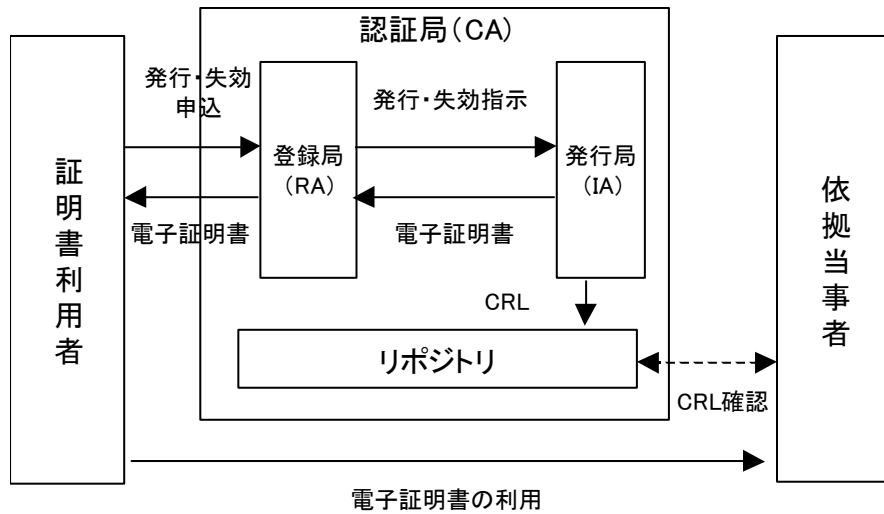 認証局(CA)
発行・失効
申込
発行・失効指示
証明書利用者
登録局
(RA)
発行局
(IA)
依拠当事者
電子証明書
電子証明書
CRL
リポジトリ
CRL確認
電子証明書の利用